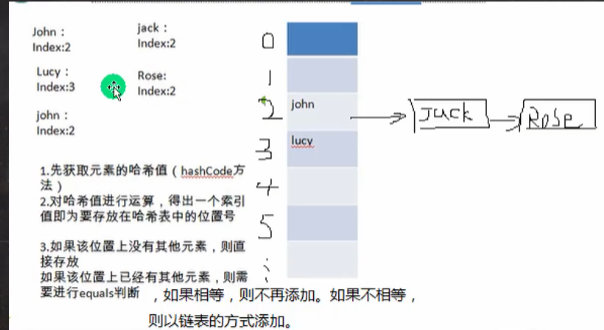 John：
Index:2
jack：
Index:2
Lucy：
Index:3
Rose:
Index:2
john：
Index:2
0
1
2 john JUCK ROSE
3 lucy
4
5
1.先获取元素的哈希值（hashCode方
法）
2.对哈希值进行运算，得出一个索引
值即为要存放在哈希表中的位置号
3.如果该位置上没有其他元素，则直
接存放
如果该位置上已经有其他元素，则需
要进行equals判断 ，如果相等，则不再添加。如果不相等，
则以链表的方式添加。